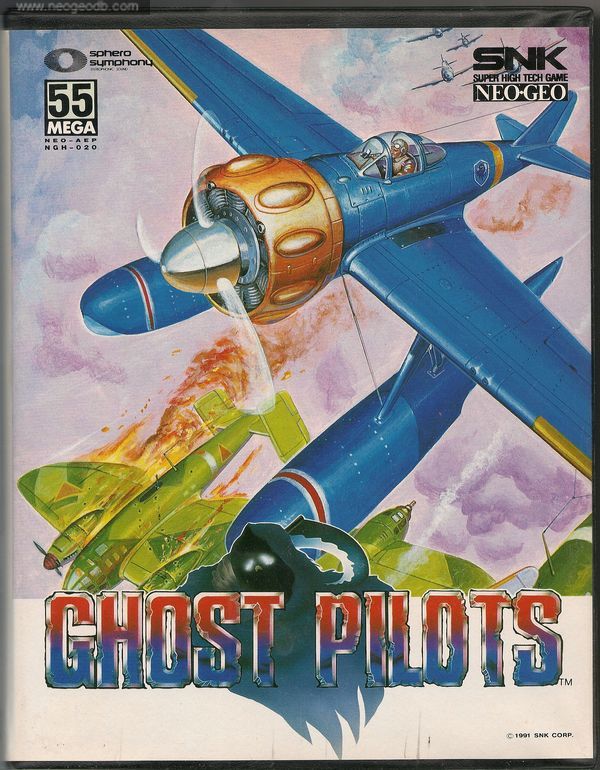 www.neogeodb.com
sphero
symphony
STEREOPHONIC SOUND
SNK
SUPER HIGH TECH GAME
NEO·GEO
55
MEGA
NEO-AEP
NGH-020
GHOST PILOTS
TM
© 1991 SNK CORP.